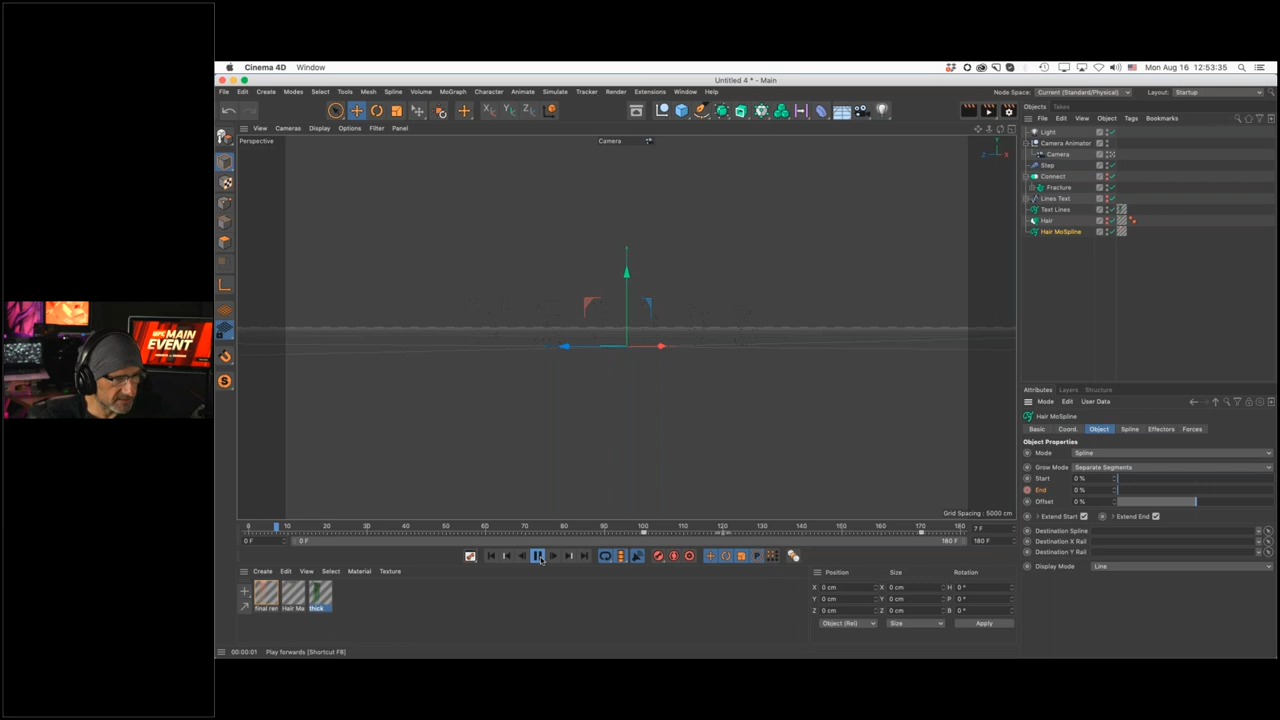 Cinema 4D Window
Mon Aug 16 12:53:35
Untitled 4 * - Main
File Edit Create Modes Select Tools Mesh Spline Volume MoGraph Character Animate Simulate Tracker Render Extensions Window Help
Node Space: Current (Standard/Physical) Layout: Startup
Objects Takes
File Edit View Object Tags Bookmarks
View Cameras Display Options Filter Panel
Perspective
Camera
Y
Z
X
Light
Camera Animator
Camera
Step
Connect
Fracture
Lines Text
Text Lines
Hair
Hair MoSpline
UFC MAIN
EVENT
Attributes Layers Structure
Mode Edit User Data
Hair MoSpline
Basic Coord. Object Spline Effectors Forces
Object Properties
Mode Spline
Grow Mode Separate Segments
Start 0 %
End 0 %
Offset 0 %
Extend Start Extend End
Destination Spline
Destination X Rail
Destination Y Rail
Display Mode Line
Grid Spacing : 5000 cm
0 10 20 30 40 50 60 70 80 90 100 110 120 130 140 150 160 170 180 7 F
0 F 0 F 180 F 180 F
Create Edit View Select Material Texture
final ren Hair Ma thick
Position Size Rotation
X 0 cm X 0 cm H 0 °
Y 0 cm Y 0 cm P 0 °
Z 0 cm Z 0 cm B 0 °
Object (Rel) Size Apply
00:00:01 Play forwards [Shortcut F8]